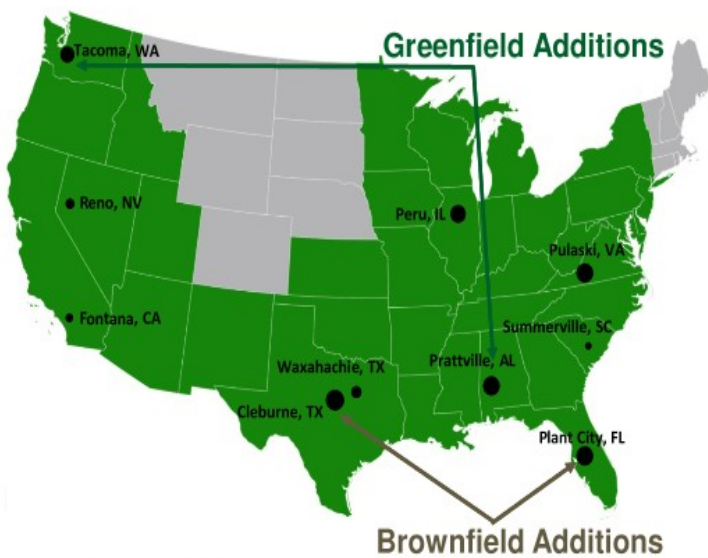 Greenfield Additions
Tacoma, WA
Reno, NV
Peru, IL
Pulaski, VA
Fontana, CA
Summerville, SC
Waxahachie, TX
Prattville, AL
Cleburne, TX
Plant City, FL
Brownfield Additions